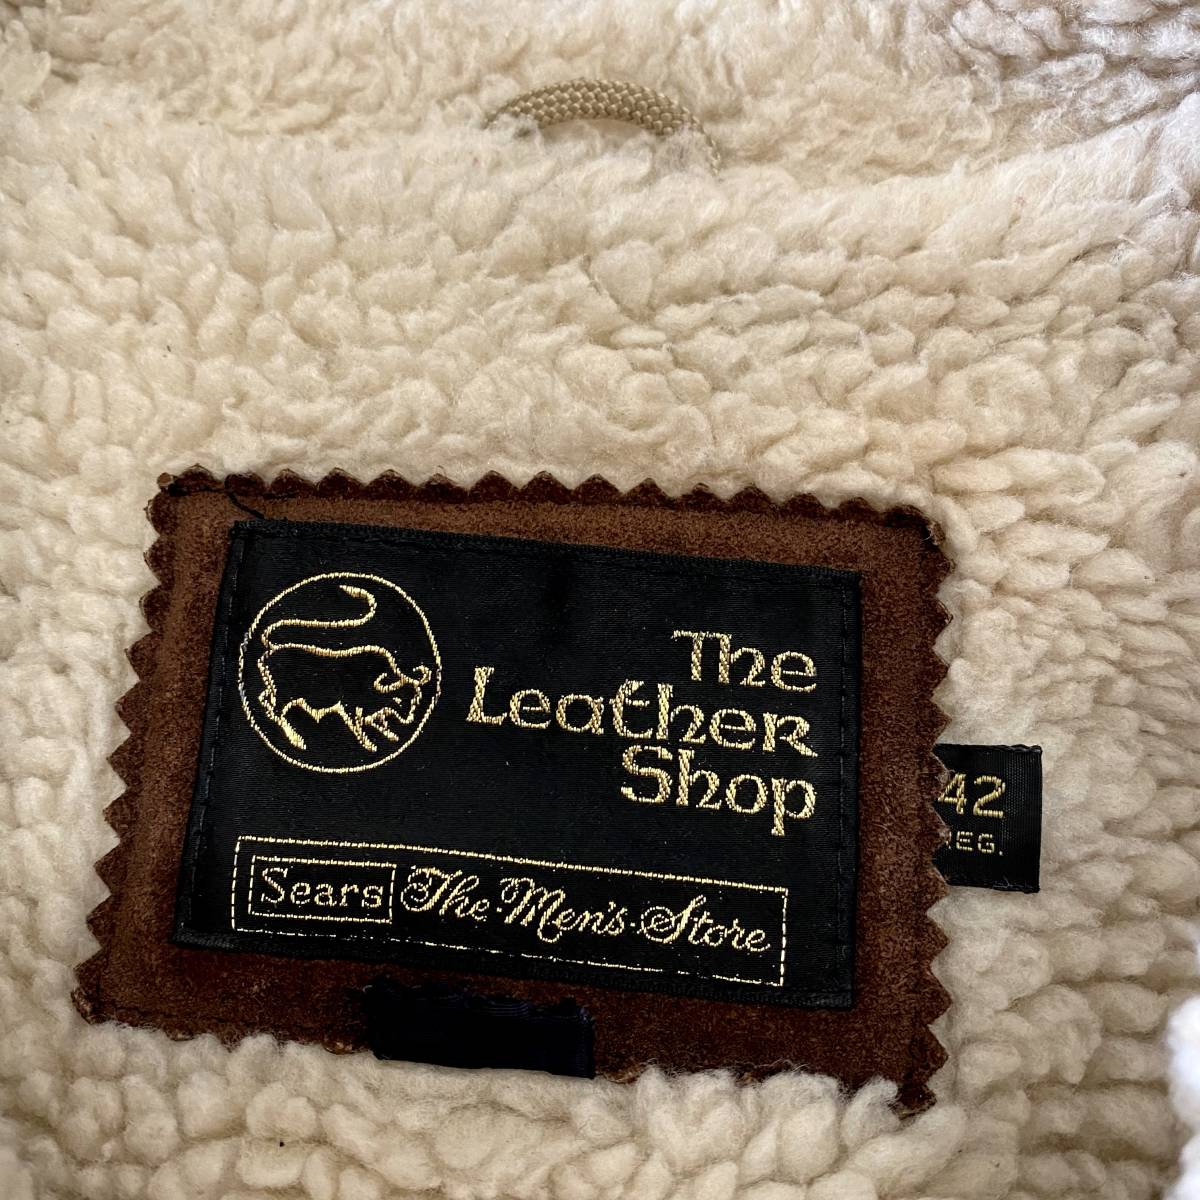 The
Leather
Shop
Sears The Men's Store
42